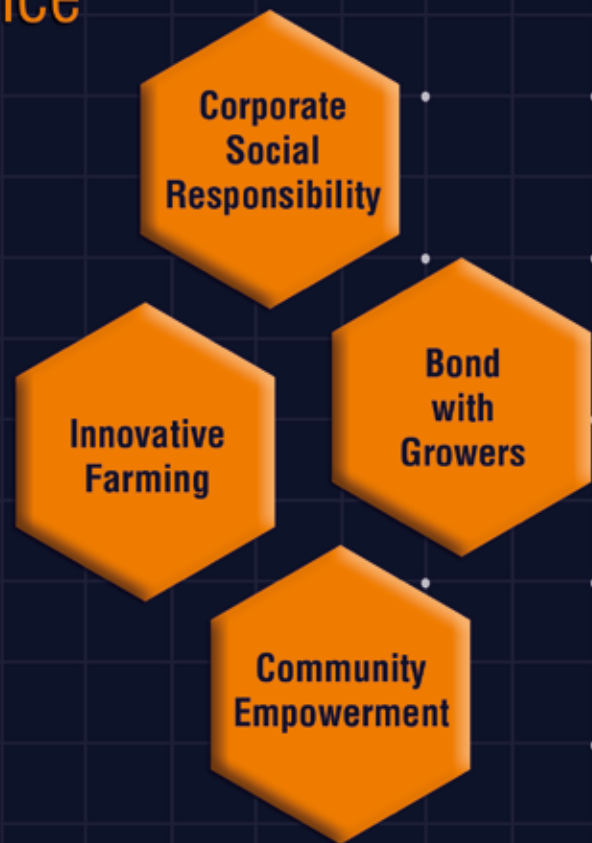 Corporate
Social
Responsibility
Bond
with
Growers
Innovative
Farming
Community
Empowerment